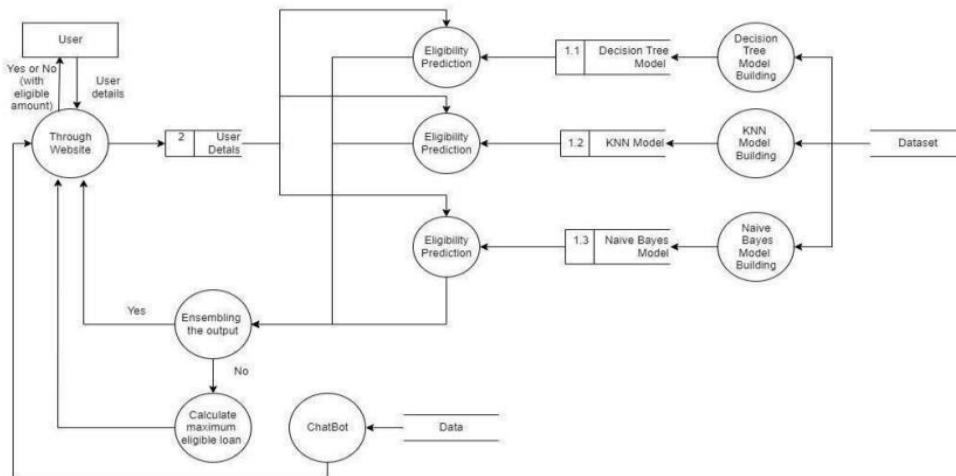 User
Yes or No
(with
eligible
amount)
User
details
Through
Website
2
User
Detals
Eligibility
Prediction
1.1
Decision Tree
Model
Decision
Tree
Model
Building
Eligibility
Prediction
1.2
KNN Model
KNN
Model
Building
Dataset
Eligibility
Prediction
1.3
Naive Bayes
Model
Naive
Bayes
Model
Building
Yes
Ensembling
the output
No
Calculate
maximum
eligible loan
ChatBot
Data